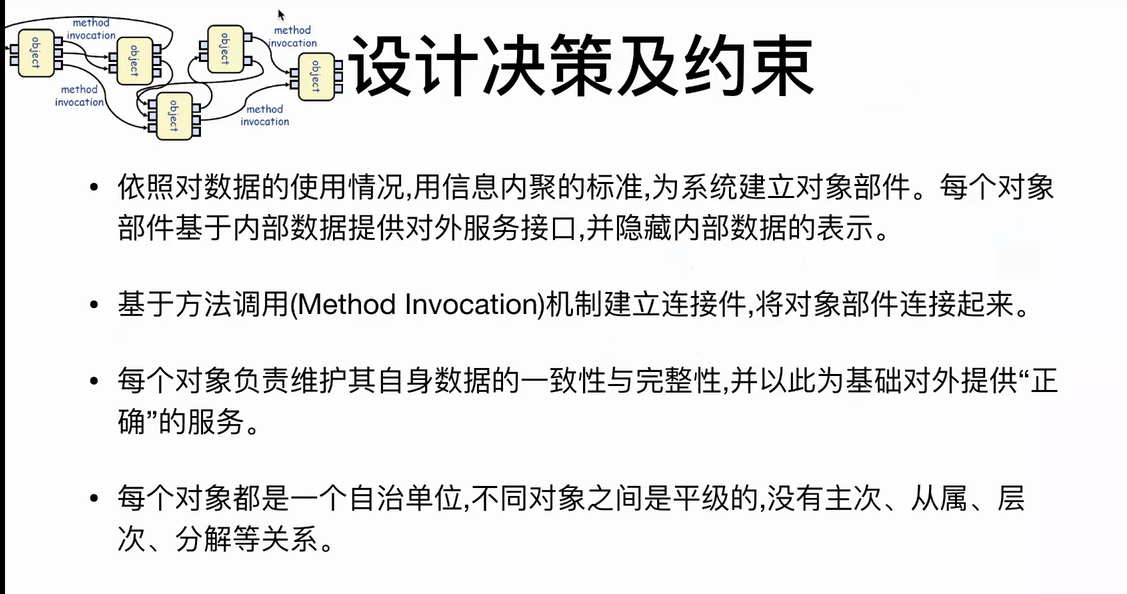 method
invocation
method
invocation
object
object
object
object
object
method
invocation
method
invocation
设计决策及约束
• 依照对数据的使用情况,用信息内聚的标准,为系统建立对象部件。每个对象
部件基于内部数据提供对外服务接口,并隐藏内部数据的表示。
• 基于方法调用(Method Invocation)机制建立连接件,将对象部件连接起来。
• 每个对象负责维护其自身数据的一致性与完整性,并以此为基础对外提供“正
确”的服务。
• 每个对象都是一个自治单位,不同对象之间是平级的,没有主次、从属、层
次、分解等关系。